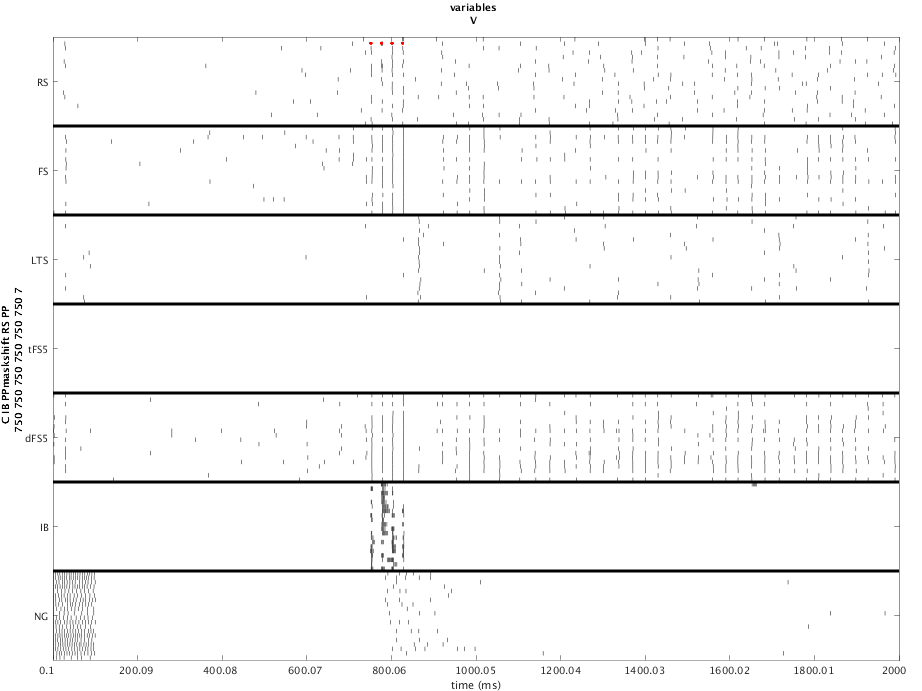 variables
V
RS
FS
LTS
tFS5
dFS5
IB
NG
C IB PPmaskshift RS PP
750 750 750 750 750 750 7
0.1
200.09
400.08
600.07
800.06
1000.05
1200.04
1400.03
1600.02
1800.01
2000
time (ms)